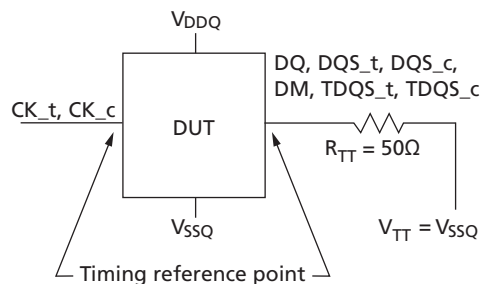 VDDQ
DQ, DQS_t, DQS_c,
DM, TDQS_t, TDQS_c
CK_t, CK_c
DUT
RTT = 50Ω
VSSQ
VTT = VSSQ
Timing reference point